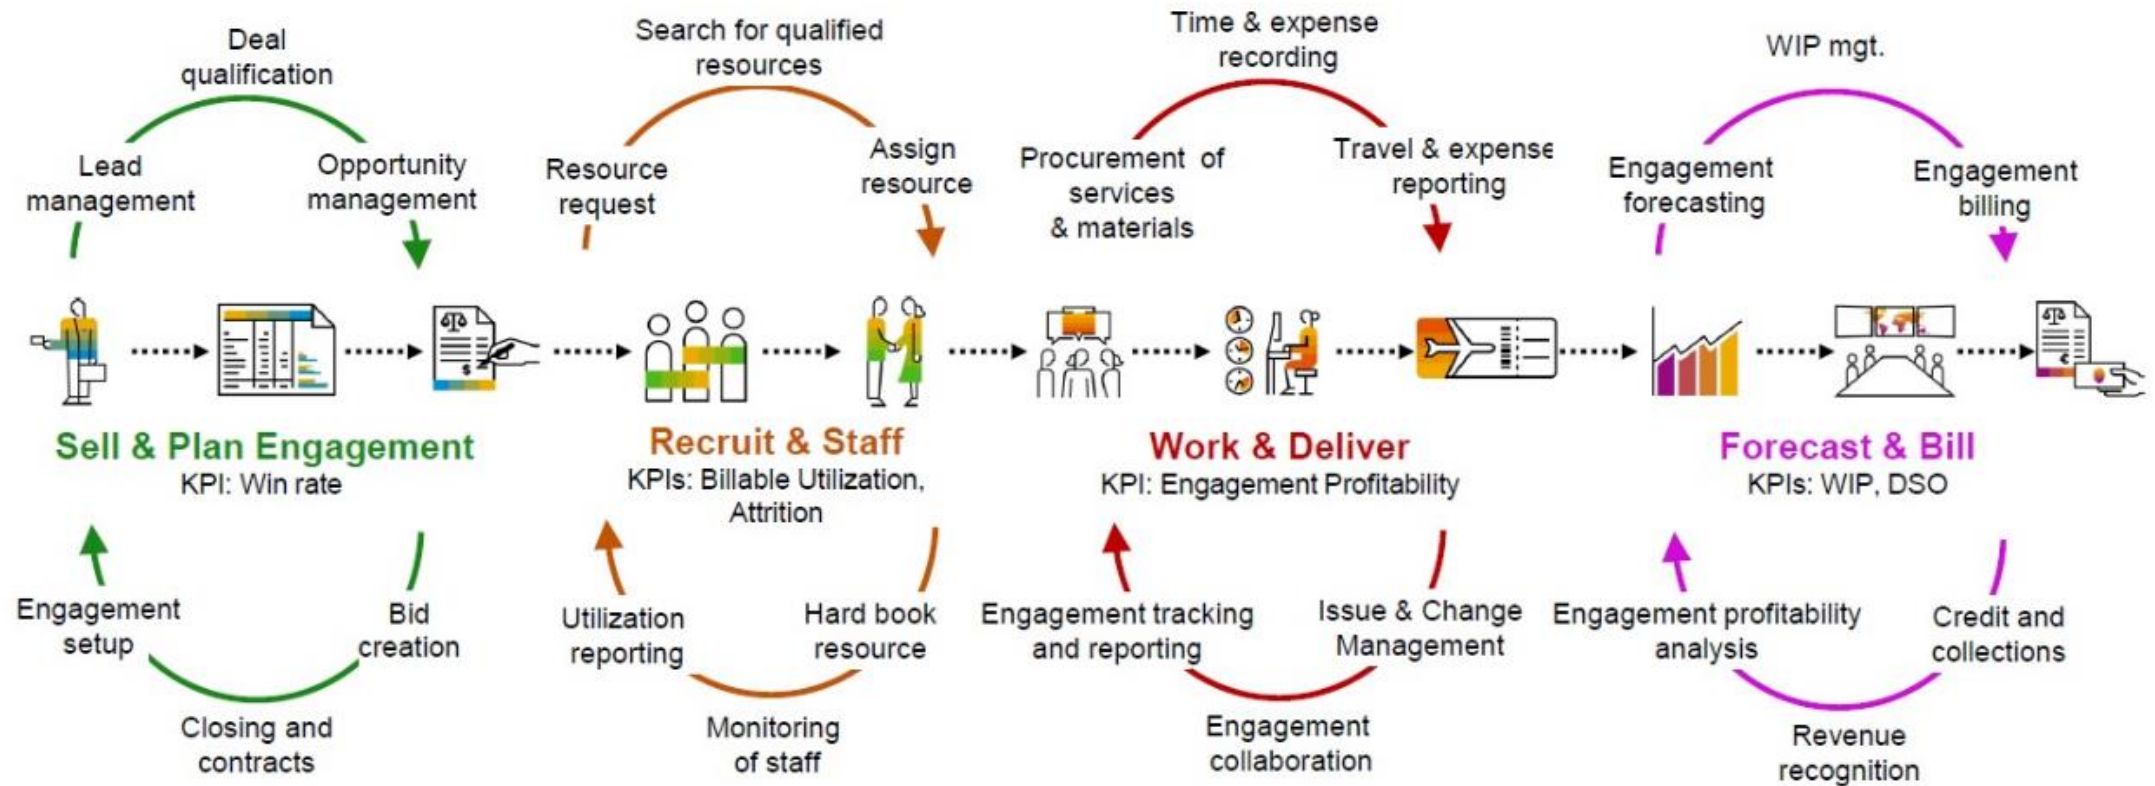 Deal
qualification
Lead
management
Opportunity
management
Sell & Plan Engagement
KPI: Win rate
Engagement
setup
Bid
creation
Closing and
contracts
Search for qualified
resources
Resource
request
Assign
resource
Recruit & Staff
KPIs: Billable Utilization,
Attrition
Utilization
reporting
Hard book
resource
Monitoring
of staff
Time & expense
recording
Procurement of
services
& materials
Travel & expense
reporting
Work & Deliver
KPI: Engagement Profitability
Engagement tracking
and reporting
Issue & Change
Management
Engagement
collaboration
WIP mgt.
Engagement
forecasting
Engagement
billing
Forecast & Bill
KPIs: WIP, DSO
Engagement profitability
analysis
Credit and
collections
Revenue
recognition